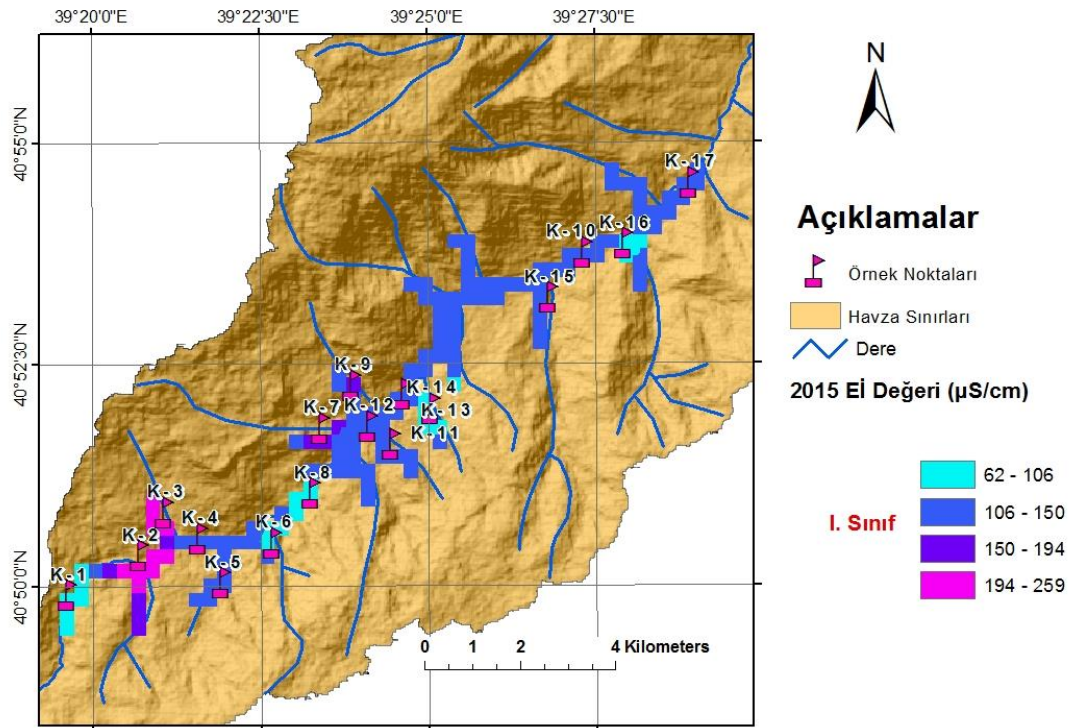 39°20'0"E 39°22'30"E 39°25'0"E 39°27'30"E
40°55'0"N
40°52'30"N
40°50'0"N
K-17
K-16
K-10
K-15
K-9
K-14
K-12
K-7
K-13
K-11
K-8
K-3
K-4
K-6
K-2
K-5
K-1
0 1 2 4 Kilometers
N
Açıklamalar
Örnek Noktaları
Havza Sınırları
Dere
2015 Eİ Değeri (µS/cm)
I. Sınıf
62 - 106
106 - 150
150 - 194
194 - 259